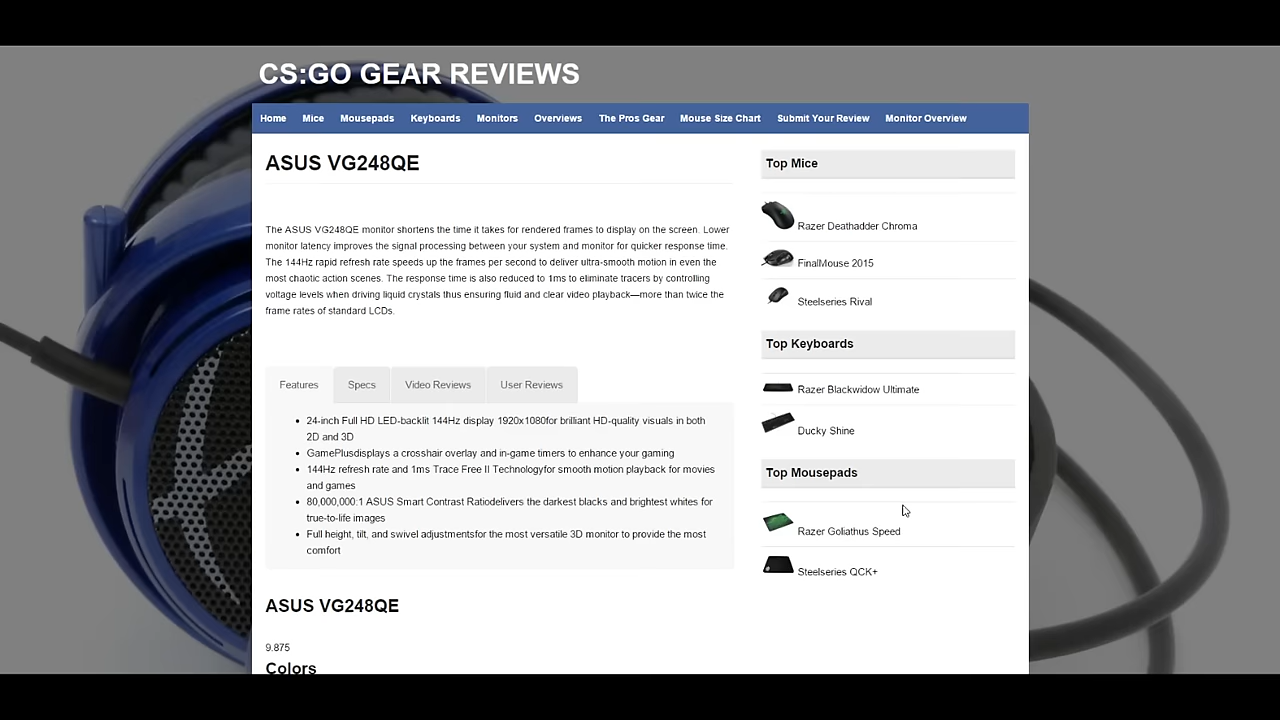 CS:GO GEAR REVIEWS
Home Mice Mousepads Keyboards Monitors Overviews The Pros Gear Mouse Size Chart Submit Your Review Monitor Overview
ASUS VG248QE
The ASUS VG248QE monitor shortens the time it takes for rendered frames to display on the screen. Lower
monitor latency improves the signal processing between your system and monitor for quicker response time.
The 144Hz rapid refresh rate speeds up the frames per second to deliver ultra-smooth motion in even the
most chaotic action scenes. The response time is also reduced to 1ms to eliminate tracers by controlling
voltage levels when driving liquid crystals thus ensuring fluid and clear video playback—more than twice the
frame rates of standard LCDs.
Features Specs Video Reviews User Reviews
• 24-inch Full HD LED-backlit 144Hz display 1920x1080for brilliant HD-quality visuals in both
2D and 3D
• GamePlusdisplays a crosshair overlay and in-game timers to enhance your gaming
• 144Hz refresh rate and 1ms Trace Free II Technologyfor smooth motion playback for movies
and games
• 80,000,000:1 ASUS Smart Contrast Ratiodelivers the darkest blacks and brightest whites for
true-to-life images
• Full height, tilt, and swivel adjustmentsfor the most versatile 3D monitor to provide the most
comfort
ASUS VG248QE
9.875
Colors
Top Mice
Razer Deathadder Chroma
FinalMouse 2015
Steelseries Rival
Top Keyboards
Razer Blackwidow Ultimate
Ducky Shine
Top Mousepads
Razer Goliathus Speed
Steelseries QCK+